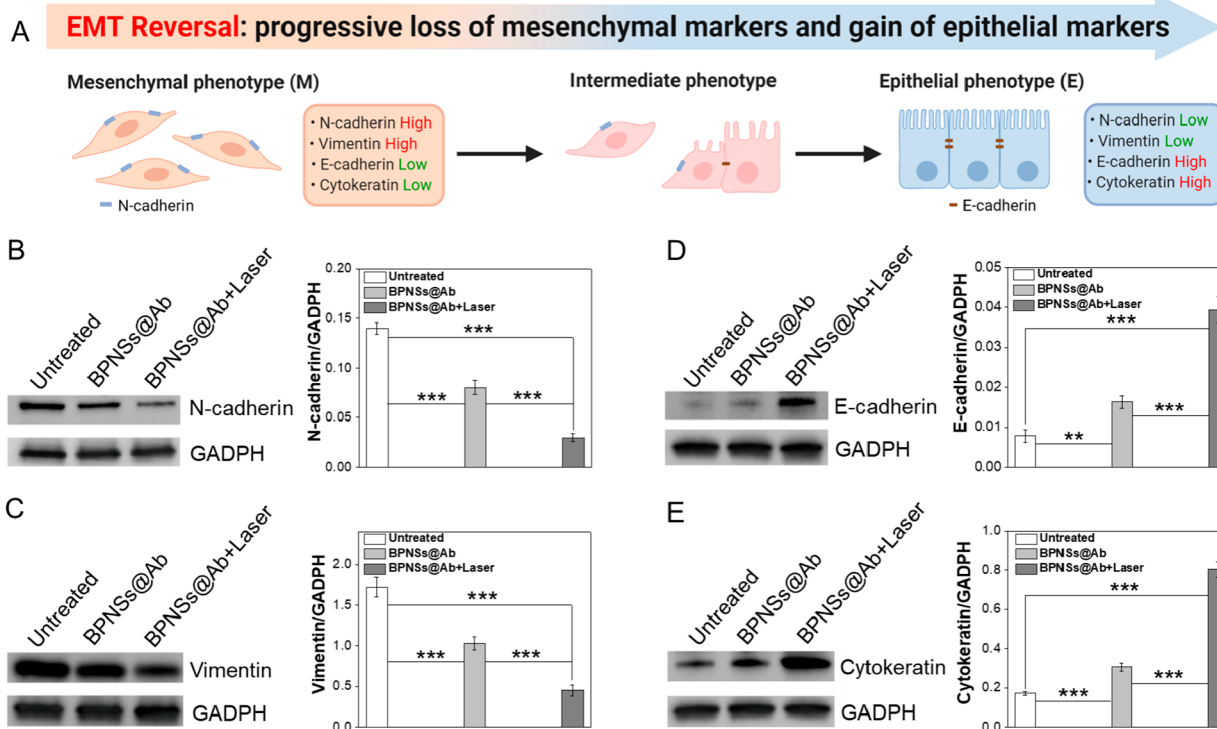 A
EMT Reversal: progressive loss of mesenchymal markers and gain of epithelial markers
Mesenchymal phenotype (M)
Intermediate phenotype
Epithelial phenotype (E)
• N-cadherin High
• Vimentin High
• E-cadherin Low
• Cytokeratin Low
N-cadherin
• N-cadherin Low
• Vimentin Low
• E-cadherin High
• Cytokeratin High
E-cadherin
B
Untreated
BPNSs@Ab
BPNSs@Ab+Laser
N-cadherin
GADPH
N-cadherin/GADPH
0.20
0.15
0.10
0.05
0.00
Untreated
BPNSs@Ab
BPNSs@Ab+Laser
***
***
***
D
Untreated
BPNSs@Ab
BPNSs@Ab+Laser
E-cadherin
GADPH
E-cadherin/GADPH
0.05
0.04
0.03
0.02
0.01
0.00
Untreated
BPNSs@Ab
BPNSs@Ab+Laser
***
***
**
C
Untreated
BPNSs@Ab
BPNSs@Ab+Laser
Vimentin
GADPH
Vimentin/GADPH
2.0
1.5
1.0
0.5
0.0
Untreated
BPNSs@Ab
BPNSs@Ab+Laser
***
***
***
E
Untreated
BPNSs@Ab
BPNSs@Ab+Laser
Cytokeratin
GADPH
Cytokeratin/GADPH
1.0
0.8
0.6
0.4
0.2
0.0
Untreated
BPNSs@Ab
BPNSs@Ab+Laser
***
***
***